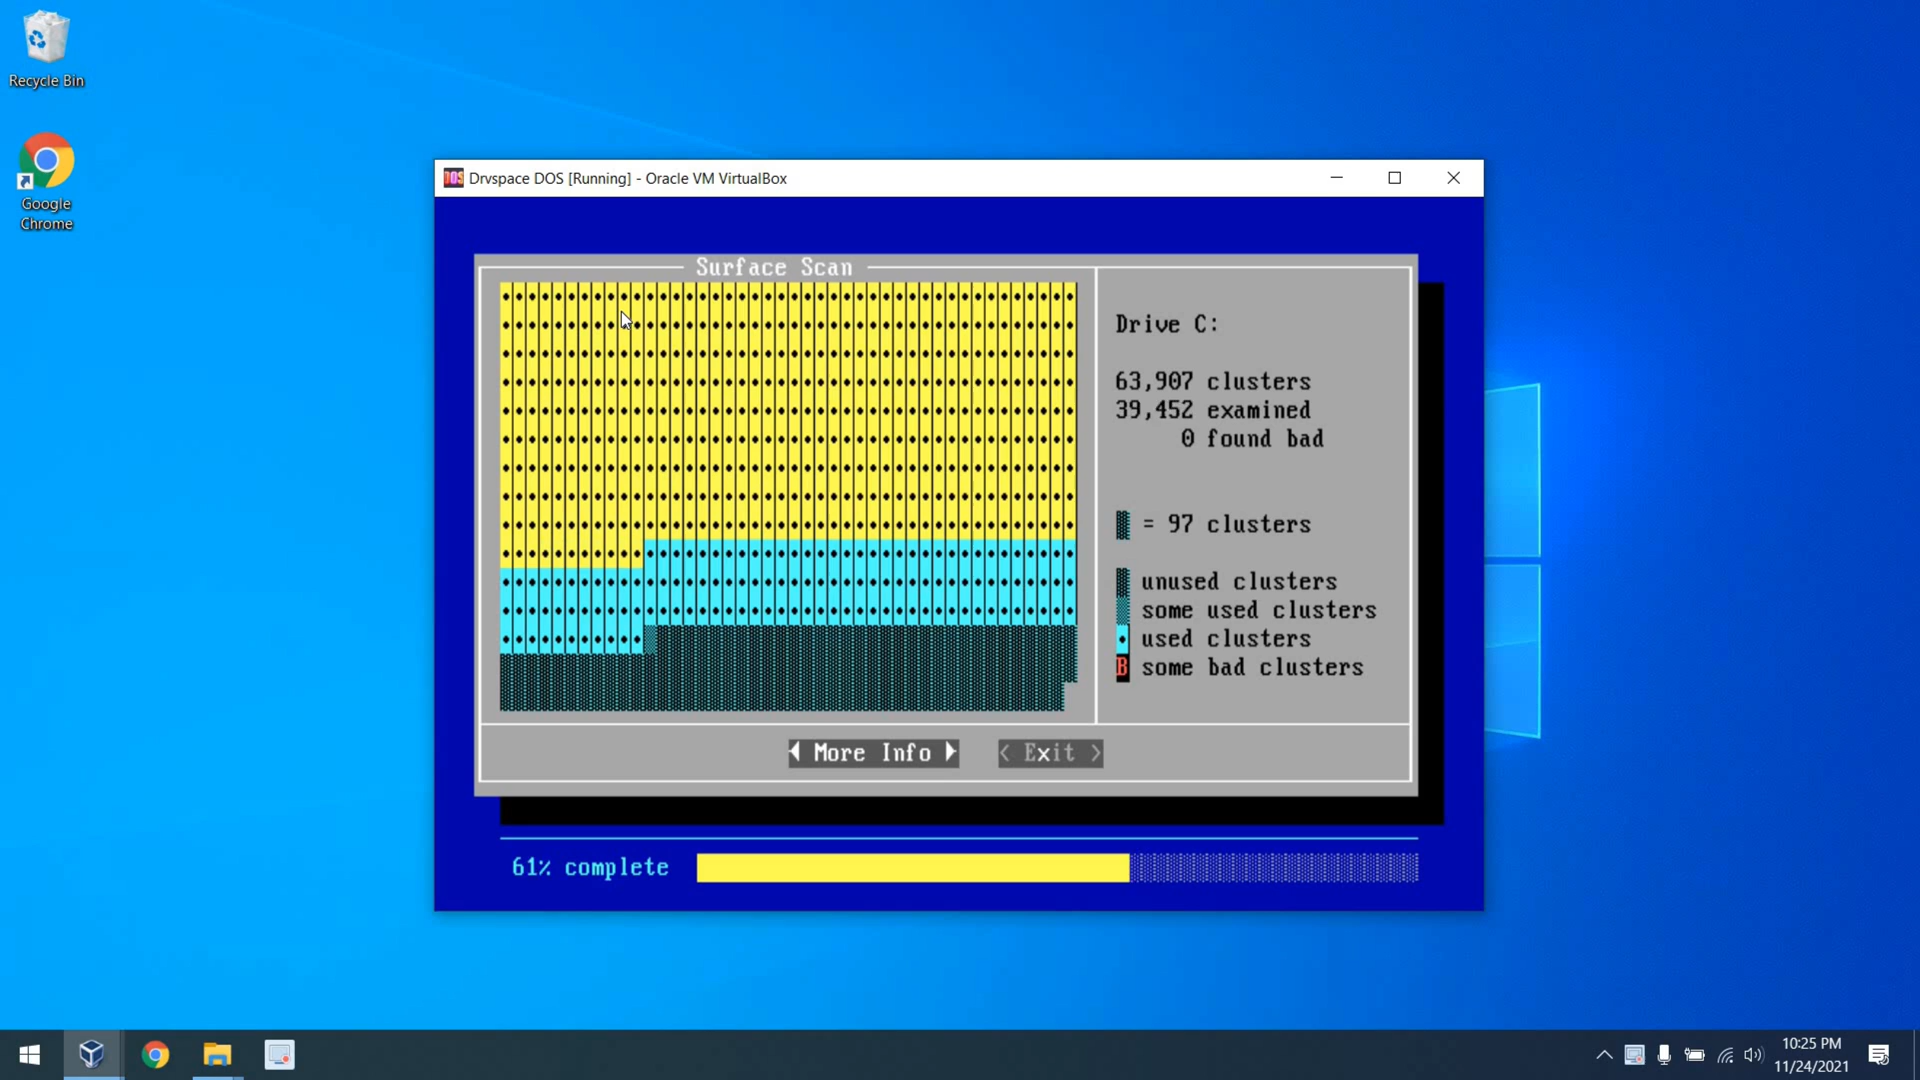 Recycle Bin
Google
Chrome
Drvspace DOS [Running] - Oracle VM VirtualBox
Surface Scan
Drive C:
63,907 clusters
39,452 examined
0 found bad
= 97 clusters
unused clusters
some used clusters
used clusters
B some bad clusters
More Info
< Exit >
61% complete
10:25 PM
11/24/2021